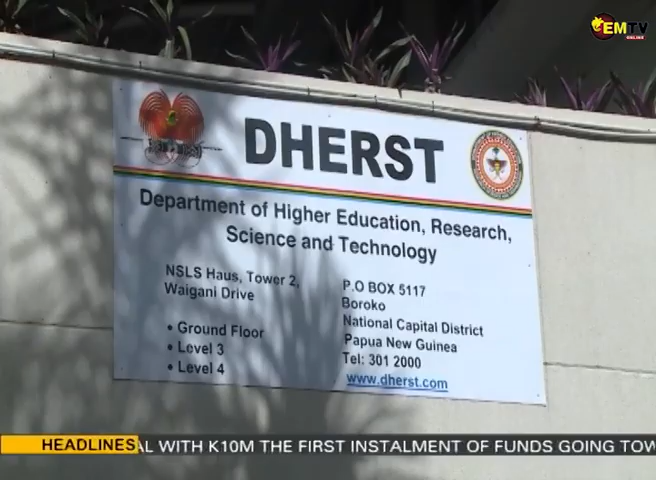 EMTV
ONLINE
DHERST
Department of Higher Education, Research,
Science and Technology
NSLS Haus, Tower 2,
Waigani Drive
• Ground Floor
• Level 3
• Level 4
P.O BOX 5117
Boroko
National Capital District
Papua New Guinea
Tel: 301 2000
www.dherst.com
HEADLINES
AL WITH K10M THE FIRST INSTALMENT OF FUNDS GOING TOW